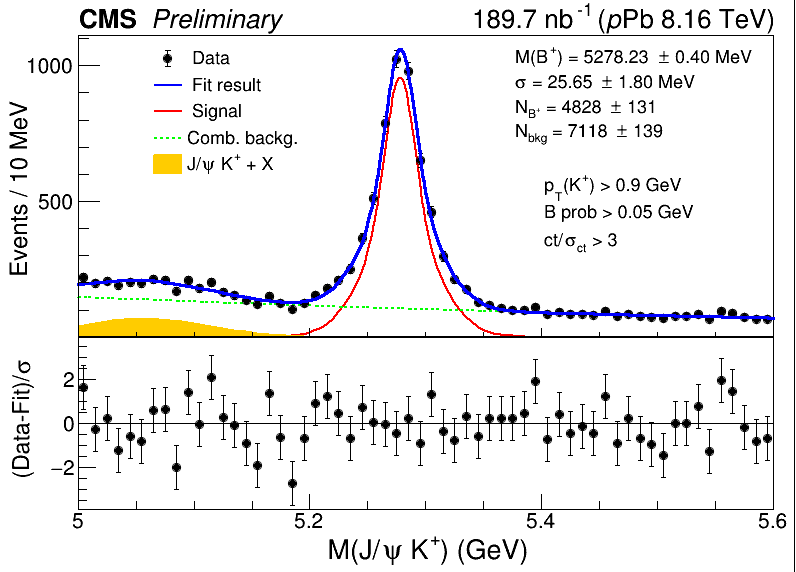 CMS Preliminary 189.7 nb⁻¹ (pPb 8.16 TeV)
Events / 10 MeV
1000
500
Data
Fit result
Signal
Comb. backg.
J/ψ K⁺ + X
M(B⁺) = 5278.23 ± 0.40 MeV
σ = 25.65 ± 1.80 MeV
N_B⁺ = 4828 ± 131
N_bkg = 7118 ± 139
p_T(K⁺) > 0.9 GeV
B prob > 0.05 GeV
ct/σ_ct > 3
(Data-Fit)/σ
2
0
−2
5 5.2 5.4 5.6
M(J/ψ K⁺) (GeV)